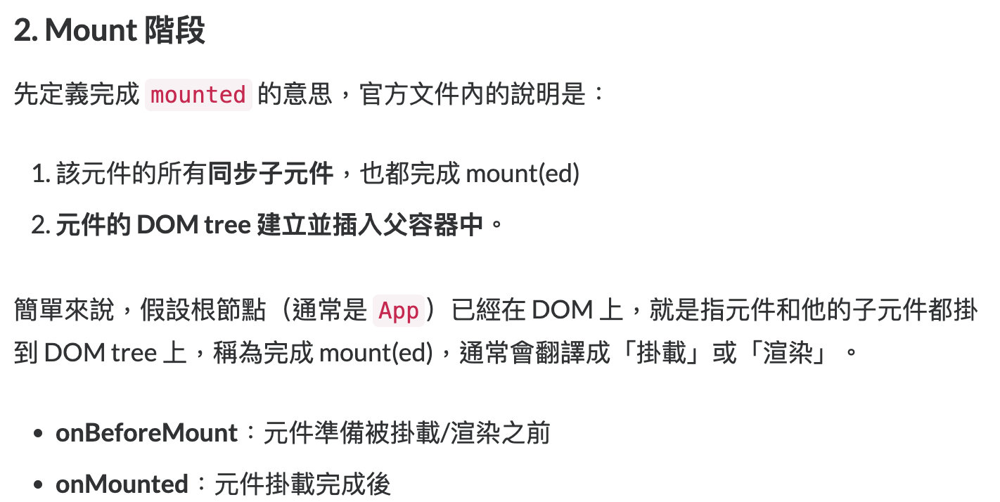 2. Mount 階段
先定義完成 mounted 的意思，官方文件內的說明是：
1. 該元件的所有同步子元件，也都完成 mount(ed)
2. 元件的 DOM tree 建立並插入父容器中。
簡單來說，假設根節點（通常是 App）已經在 DOM 上，就是指元件和他的子元件都掛
到 DOM tree 上，稱為完成 mount(ed)，通常會翻譯成「掛載」或「渲染」。
• onBeforeMount：元件準備被掛載/渲染之前
• onMounted：元件掛載完成後